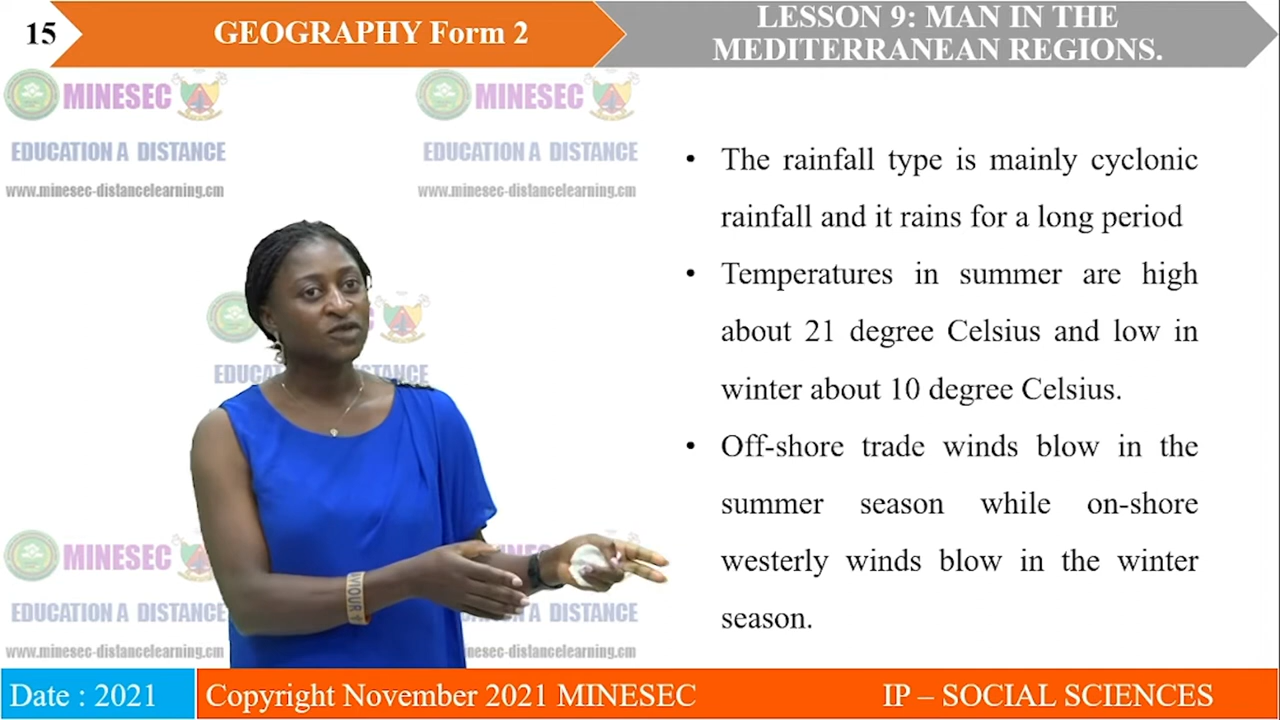 15
GEOGRAPHY Form 2
LESSON 9: MAN IN THE
MEDITERRANEAN REGIONS.
MINESEC
EDUCATION A DISTANCE
www.minesec-distancelearning.cm
MINESEC
EDUCATION A DISTANCE
www.minesec-distancelearning.cm
• The rainfall type is mainly cyclonic
rainfall and it rains for a long period
• Temperatures in summer are high
about 21 degree Celsius and low in
winter about 10 degree Celsius.
• Off-shore trade winds blow in the
summer season while on-shore
westerly winds blow in the winter
season.
MINESEC
EDUCATION A DISTANCE
www.minesec-distancelearning.cm
DISTANCE
minesec-distancelearning.cm
Date : 2021
Copyright November 2021 MINESEC
IP – SOCIAL SCIENCES